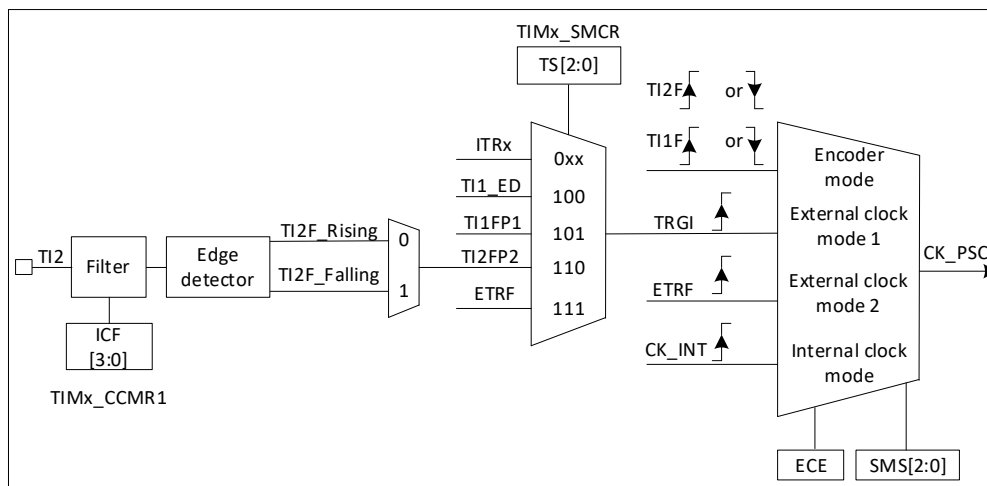 TIMx_SMCR
TS[2:0]
TI2F or
TI1F or
ITRx 0xx
Encoder
mode
TI1_ED 100
TI2F_Rising 0 TI1FP1 101
TRGI External clock
mode 1
TI2 Filter Edge
detector
TI2FP2 110
CK_PSC
TI2F_Falling 1
ETRF 111
ETRF External clock
mode 2
ICF
[3:0]
CK_INT Internal clock
mode
TIMx_CCMR1
ECE SMS[2:0]